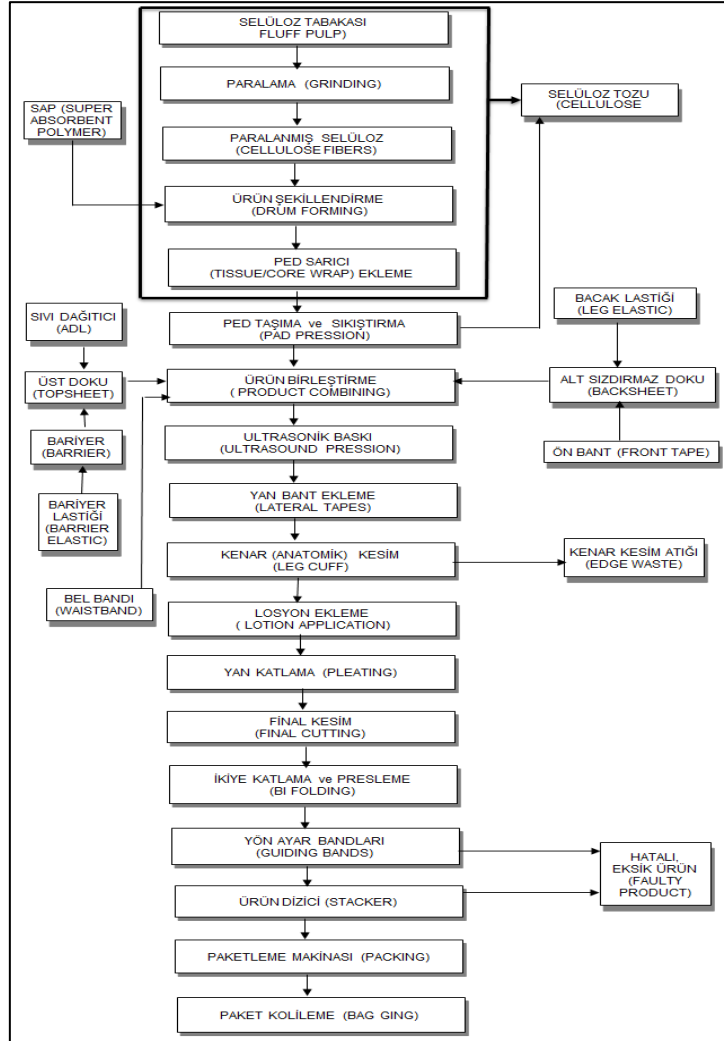 SELÜLOZ TABAKASI
FLUFF PULP)
PARALAMA (GRINDING)
SELÜLOZ TOZU
(CELLULOSE
SAP (SUPER
ABSORBENT
POLYMER)
PARALANMIŞ SELÜLOZ
(CELLULOSE FIBERS)
ÜRÜN ŞEKİLLENDİRME
(DRUM FORMING)
PED SARICI
(TISSUE/CORE WRAP) EKLEME
BACAK LASTİĞİ
(LEG ELASTIC)
SIVI DAĞITICI
(ADL)
PED TAŞIMA ve SIKIŞTIRMA
(PAD PRESSION)
ÜST DOKU
(TOPSHEET)
ÜRÜN BİRLEŞTİRME
( PRODUCT COMBINING)
ALT SIZDIRMAZ DOKU
(BACKSHEET)
BARİYER
(BARRIER)
ULTRASONİK BASKI
(ULTRASOUND PRESSION)
ÖN BANT (FRONT TAPE)
BARİYER
LASTİĞİ
(BARRIER
ELASTIC)
YAN BANT EKLEME
(LATERAL TAPES)
KENAR (ANATOMİK) KESİM
(LEG CUFF)
KENAR KESİM ATIĞI
(EDGE WASTE)
BEL BANDI
(WAISTBAND)
LOSYON EKLEME
( LOTION APPLICATION)
YAN KATLAMA (PLEATING)
FİNAL KESİM
(FINAL CUTTING)
İKİYE KATLAMA ve PRESLEME
(BI FOLDING)
YÖN AYAR BANDLARI
(GUIDING BANDS)
HATALI,
EKSİK ÜRÜN
(FAULTY
PRODUCT)
ÜRÜN DİZİCİ (STACKER)
PAKETLEME MAKİNASI (PACKING)
PAKET KOLİLEME (BAG GING)